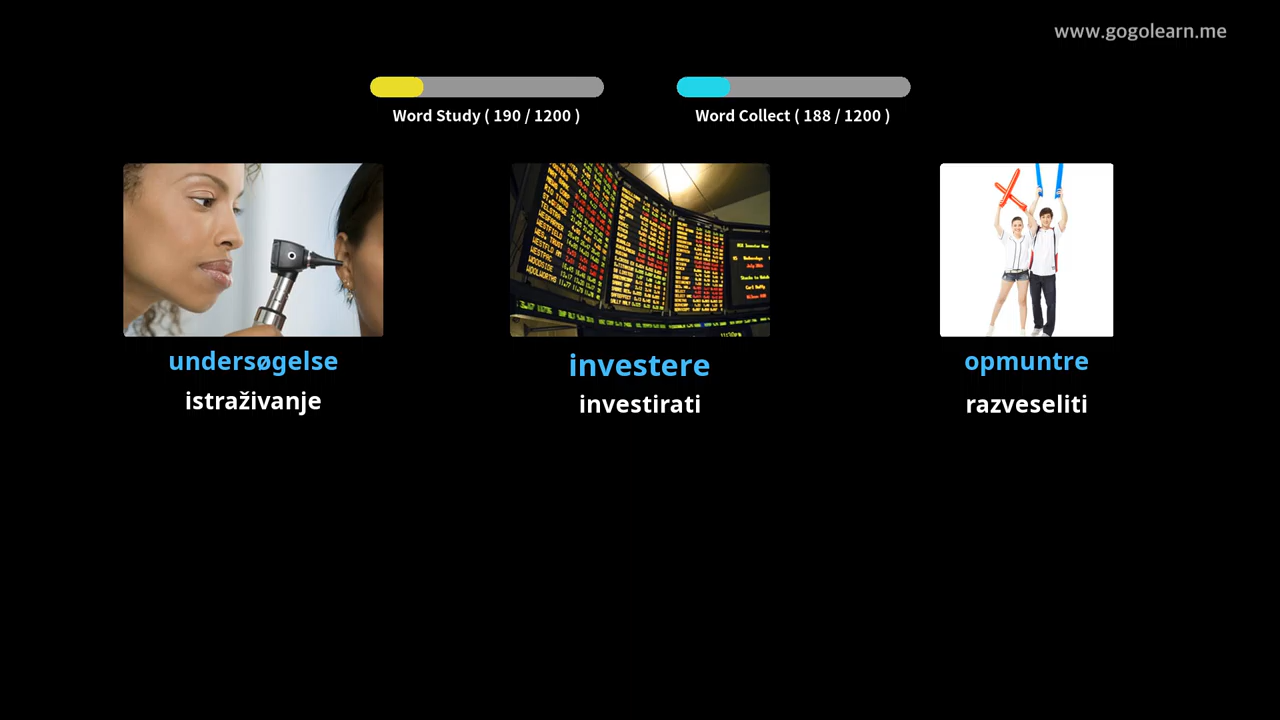 www.gogolearn.me
Word Study ( 190 / 1200 )
Word Collect ( 188 / 1200 )
undersøgelse
istraživanje
investere
investirati
opmuntre
razveseliti